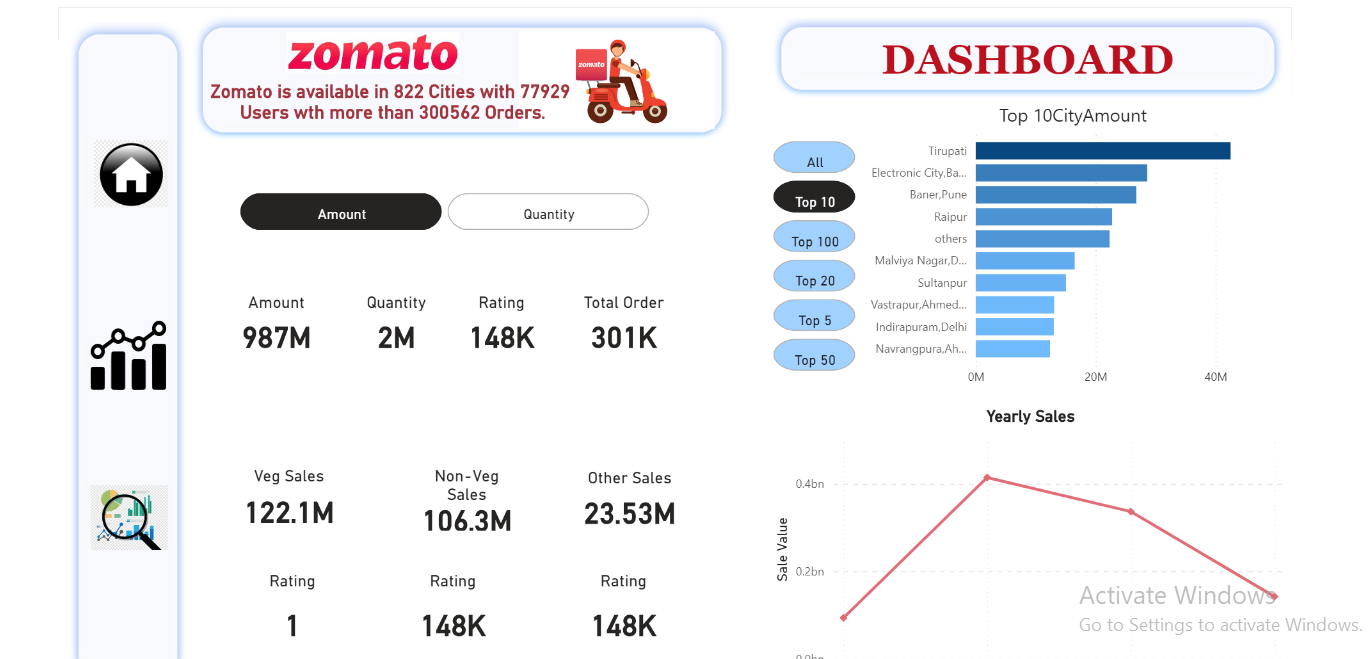 zomato
zomato
Zomato is available in 822 Cities with 77929
Users wth more than 300562 Orders.
DASHBOARD
Amount
Quantity
Amount
987M
Quantity
2M
Rating
148K
Total Order
301K
Veg Sales
122.1M
Non-Veg
Sales
106.3M
Other Sales
23.53M
Rating
1
Rating
148K
Rating
148K
All
Top 10
Top 100
Top 20
Top 5
Top 50
Top 10CityAmount
Tirupati
Electronic City,Ba...
Baner,Pune
Raipur
others
Malviya Nagar,D...
Sultanpur
Vastrapur,Ahmed...
Indirapuram,Delhi
Navrangpura,Ah...
0M
20M
40M
Yearly Sales
Sale Value
0.4bn
0.2bn
0.0bn
Activate Windows
Go to Settings to activate Windows.